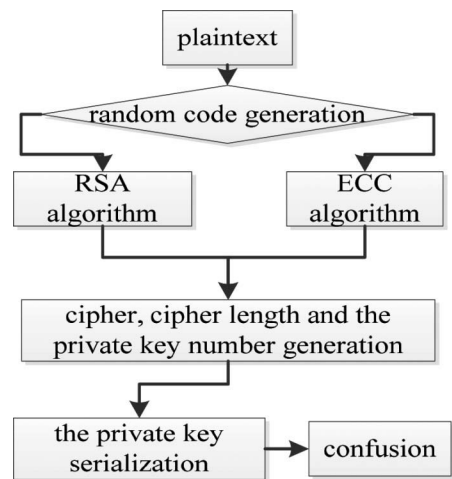 plaintext
random code generation
RSA
algorithm
ECC
algorithm
cipher, cipher length and the
private key number generation
the private key
serialization
confusion